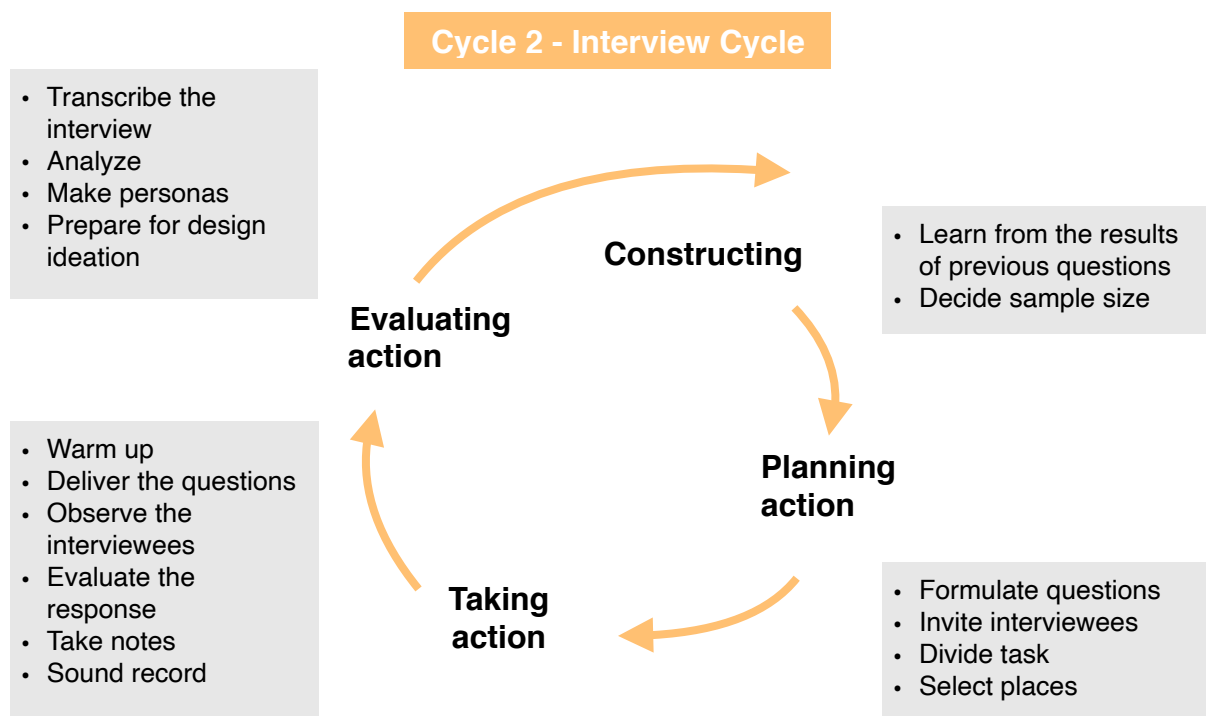 Cycle 2 - Interview Cycle
• Transcribe the
interview
• Analyze
• Make personas
• Prepare for design
ideation
Constructing
• Learn from the results
of previous questions
• Decide sample size
Evaluating
action
• Warm up
• Deliver the questions
• Observe the
interviewees
• Evaluate the
response
• Take notes
• Sound record
Planning
action
Taking
action
• Formulate questions
• Invite interviewees
• Divide task
• Select places